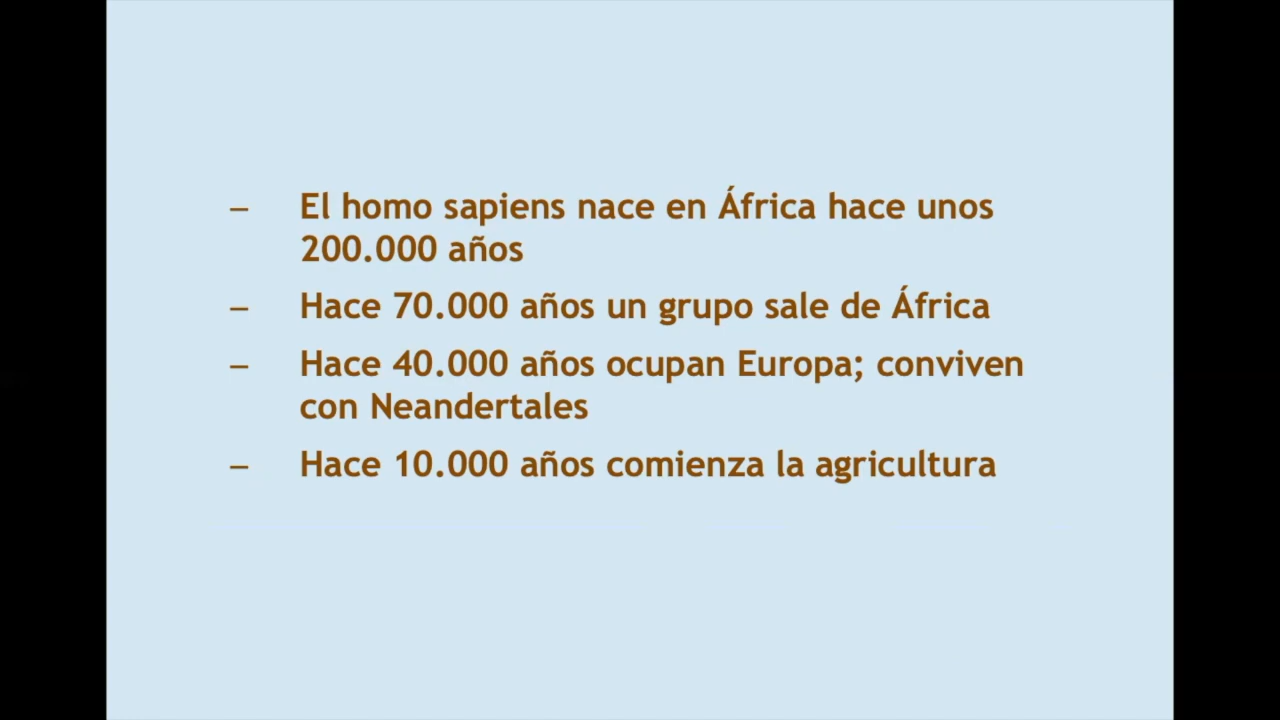 – El homo sapiens nace en África hace unos
200.000 años
– Hace 70.000 años un grupo sale de África
– Hace 40.000 años ocupan Europa; conviven
con Neandertales
– Hace 10.000 años comienza la agricultura